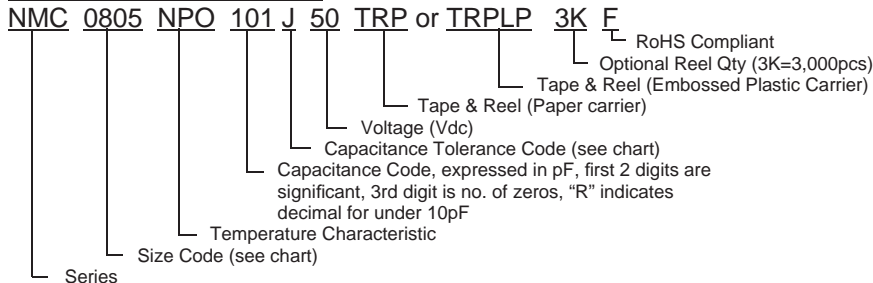 NMC 0805 NPO 101 J 50 TRP or TRPLP 3K F
RoHS Compliant
Optional Reel Qty (3K=3,000pcs)
Tape & Reel (Embossed Plastic Carrier)
Tape & Reel (Paper carrier)
Voltage (Vdc)
Capacitance Tolerance Code (see chart)
Capacitance Code, expressed in pF, first 2 digits are
significant, 3rd digit is no. of zeros, “R” indicates
decimal for under 10pF
Temperature Characteristic
Size Code (see chart)
Series